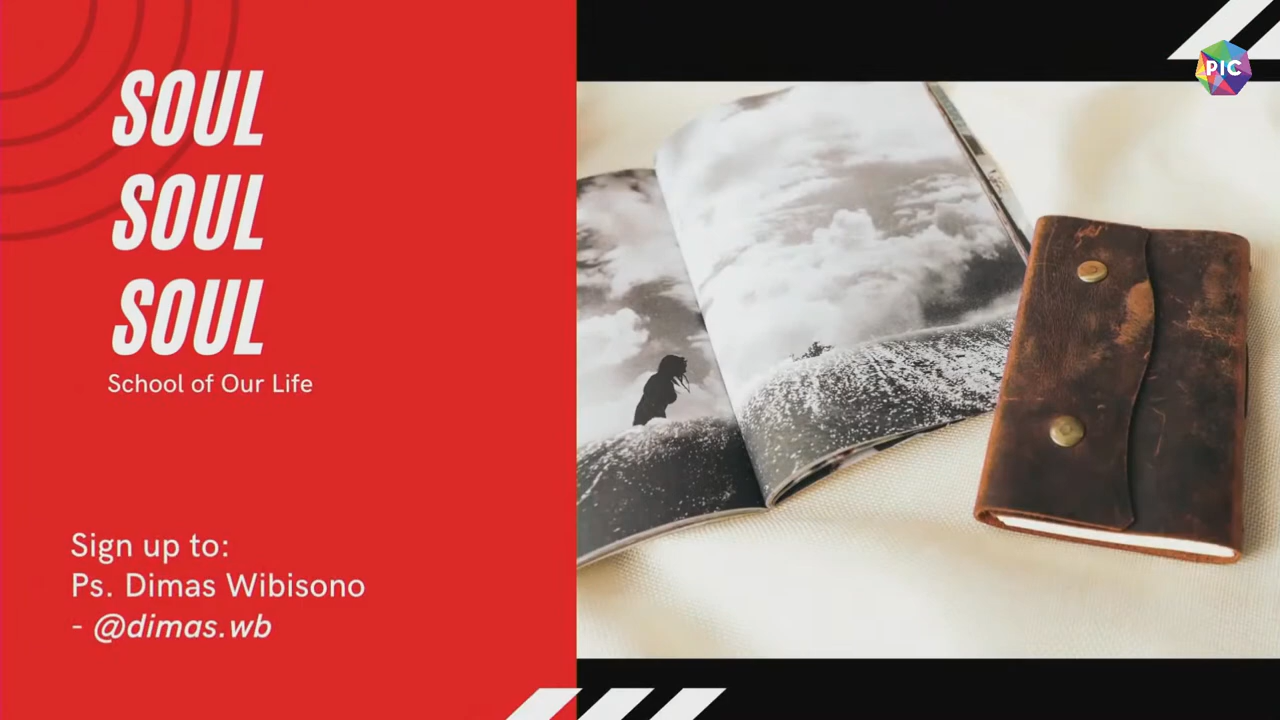 SOUL
SOUL
SOUL
School of Our Life
Sign up to:
Ps. Dimas Wibisono
- @dimas.wb
PIC